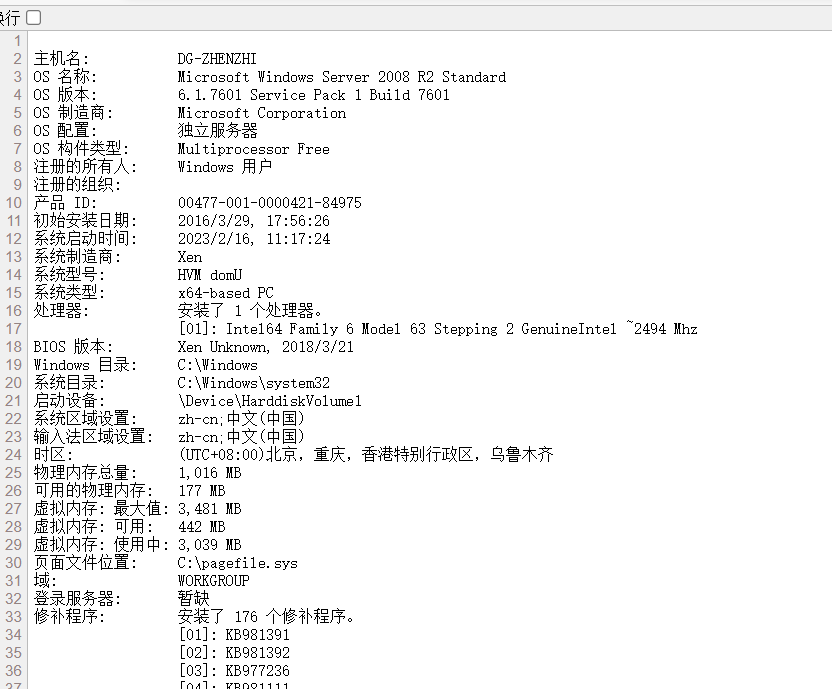 换行
1
2 主机名: DG-ZHENZHI
3 OS 名称: Microsoft Windows Server 2008 R2 Standard
4 OS 版本: 6.1.7601 Service Pack 1 Build 7601
5 OS 制造商: Microsoft Corporation
6 OS 配置: 独立服务器
7 OS 构件类型: Multiprocessor Free
8 注册的所有人: Windows 用户
9 注册的组织:
10 产品 ID: 00477-001-0000421-84975
11 初始安装日期: 2016/3/29, 17:56:26
12 系统启动时间: 2023/2/16, 11:17:24
13 系统制造商: Xen
14 系统型号: HVM domU
15 系统类型: x64-based PC
16 处理器: 安装了 1 个处理器。
17 [01]: Intel64 Family 6 Model 63 Stepping 2 GenuineIntel ~2494 Mhz
18 BIOS 版本: Xen Unknown, 2018/3/21
19 Windows 目录: C:\Windows
20 系统目录: C:\Windows\system32
21 启动设备: \Device\HarddiskVolume1
22 系统区域设置: zh-cn;中文(中国)
23 输入法区域设置: zh-cn;中文(中国)
24 时区: (UTC+08:00)北京，重庆，香港特别行政区，乌鲁木齐
25 物理内存总量: 1,016 MB
26 可用的物理内存: 177 MB
27 虚拟内存: 最大值: 3,481 MB
28 虚拟内存: 可用: 442 MB
29 虚拟内存: 使用中: 3,039 MB
30 页面文件位置: C:\pagefile.sys
31 域: WORKGROUP
32 登录服务器: 暂缺
33 修补程序: 安装了 176 个修补程序。
34 [01]: KB981391
35 [02]: KB981392
36 [03]: KB977236
37 [04]: KB981111